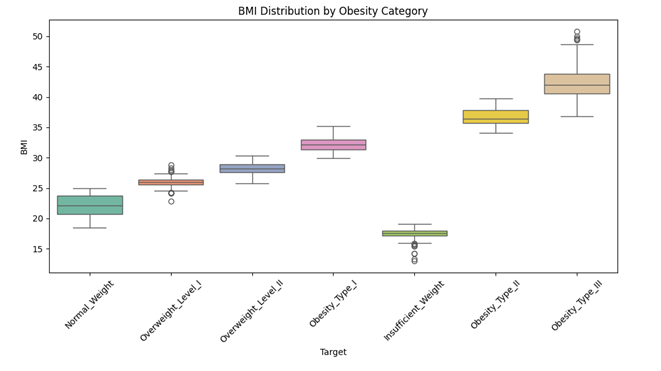 BMI Distribution by Obesity Category
BMI
50
45
40
35
30
25
20
15
Normal_Weight
Overweight_Level_I
Overweight_Level_II
Obesity_Type_I
Insufficient_Weight
Obesity_Type_II
Obesity_Type_III
Target